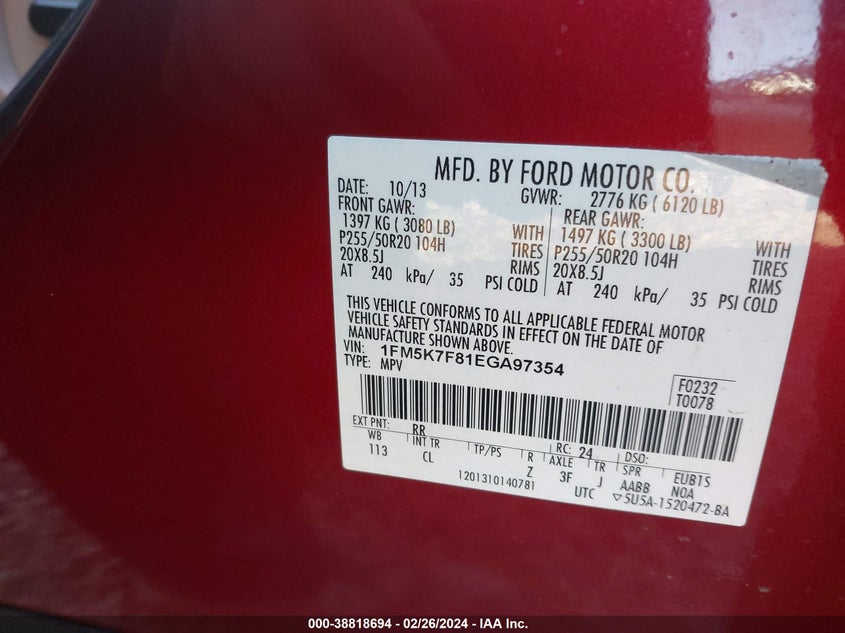 MFD. BY FORD MOTOR CO.
DATE: 10/13 GVWR: 2776 KG ( 6120 LB)
FRONT GAWR: REAR GAWR:
1397 KG ( 3080 LB) WITH 1497 KG ( 3300 LB) WITH
P255/50R20 104H TIRES P255/50R20 104H TIRES
20X8.5J RIMS 20X8.5J RIMS
AT 240 kPa/ 35 PSI COLD AT 240 kPa/ 35 PSI COLD
THIS VEHICLE CONFORMS TO ALL APPLICABLE FEDERAL MOTOR
VEHICLE SAFETY STANDARDS IN EFFECT ON THE DATE OF
MANUFACTURE SHOWN ABOVE.
VIN: 1FM5K7F81EGA97354
TYPE: MPV
F0232
T0078
EXT PNT: RR RC: 24 DSO:
WB INT TR TP/PS R AXLE TR SPR EUB1S
113 CL Z 3F J AABB NOA
1201310140781 UTC ▽5U5A-1520472-BA
000-38818694 - 02/26/2024 - IAA Inc.